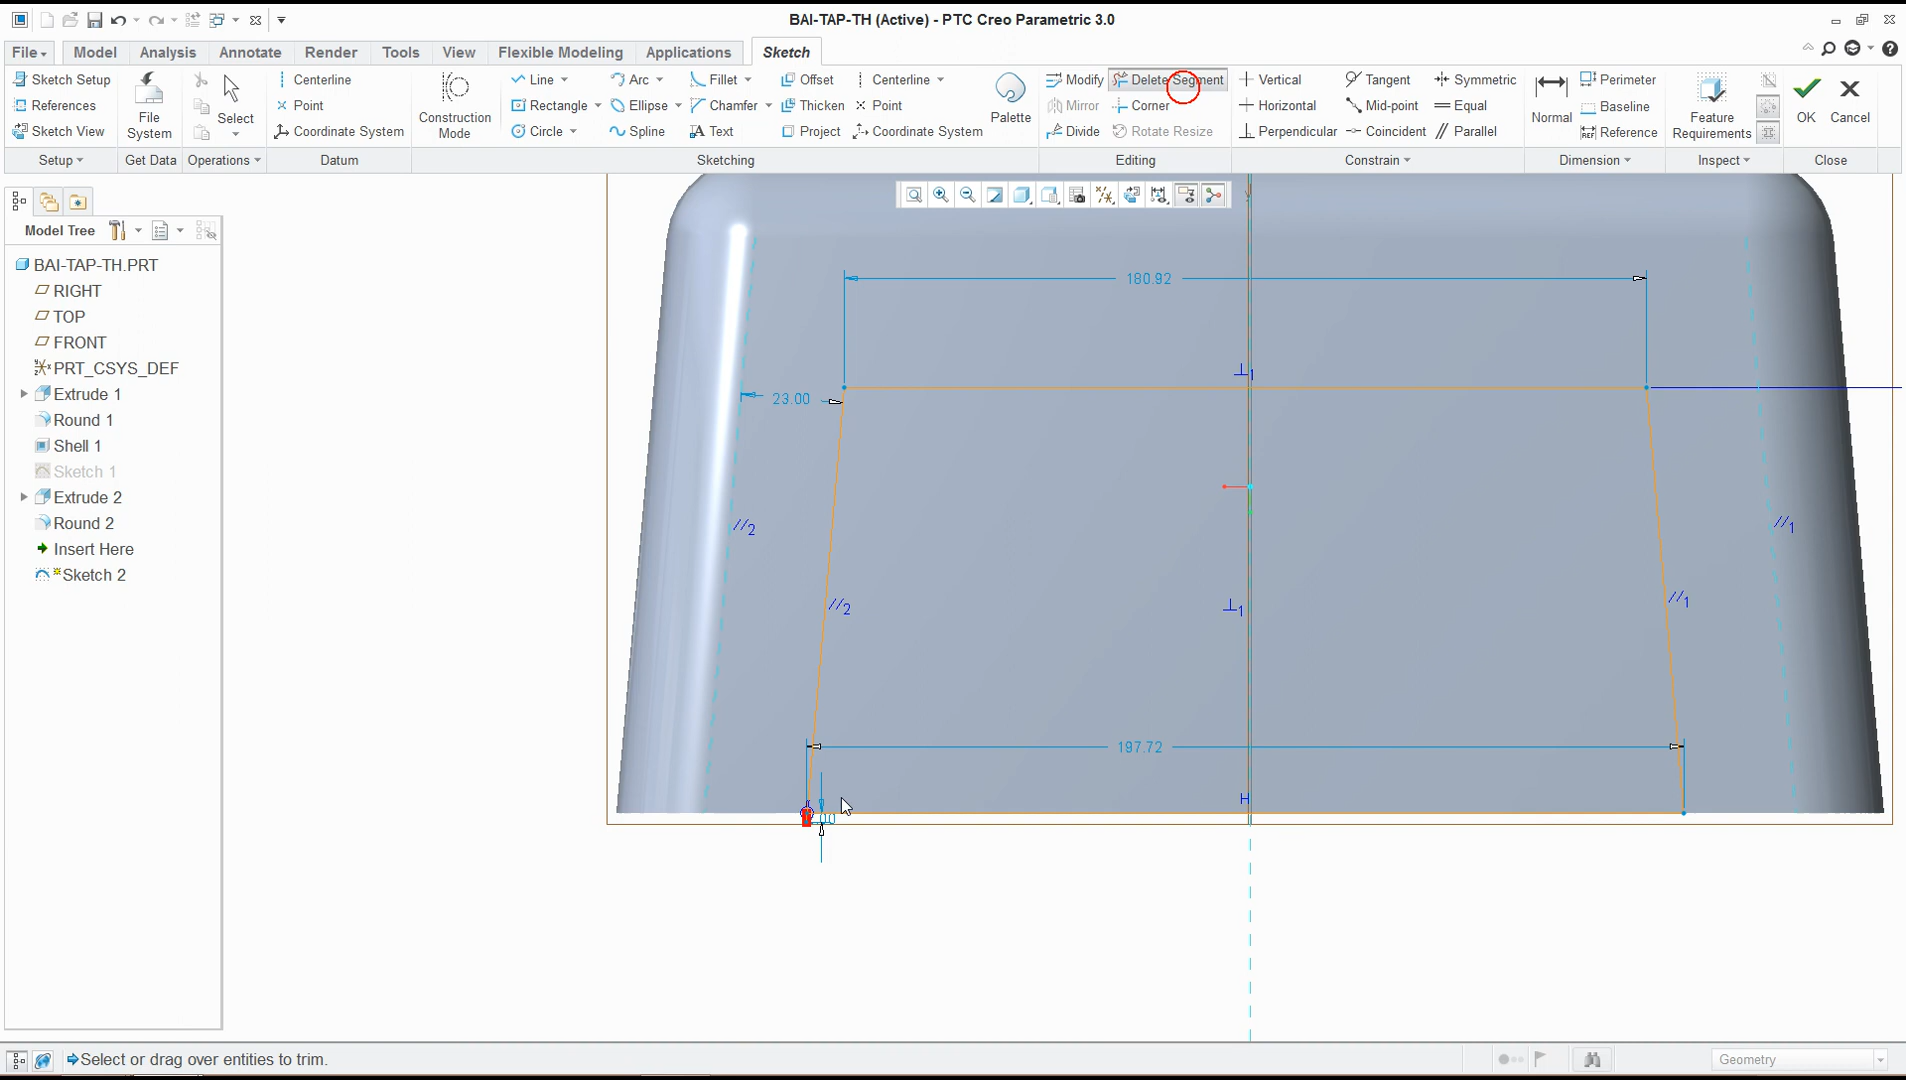 BAI-TAP-TH (Active) - PTC Creo Parametric 3.0
File Model Analysis Annotate Render Tools View Flexible Modeling Applications Sketch
Sketch Setup
References
Sketch View
File System
Select
Centerline
Point
Coordinate System
Construction Mode
Line Arc Fillet Offset Centerline
Rectangle Ellipse Chamfer Thicken Point
Circle Spline Text Project Coordinate System
Palette
Modify Delete Segment
Mirror Corner
Divide Rotate Resize
Vertical Tangent Symmetric
Horizontal Mid-point Equal
Perpendicular Coincident Parallel
Normal
Perimeter
Baseline
Reference
Feature Requirements
OK
Cancel
Setup Get Data Operations Datum Sketching Editing Constrain Dimension Inspect Close
Model Tree
BAI-TAP-TH.PRT
RIGHT
TOP
FRONT
PRT_CSYS_DEF
Extrude 1
Round 1
Shell 1
Sketch 1
Extrude 2
Round 2
Insert Here
Sketch 2
180.92
⊥1
23.00
//2
//1
//2
⊥1
//1
197.72
H
Select or drag over entities to trim.
Geometry